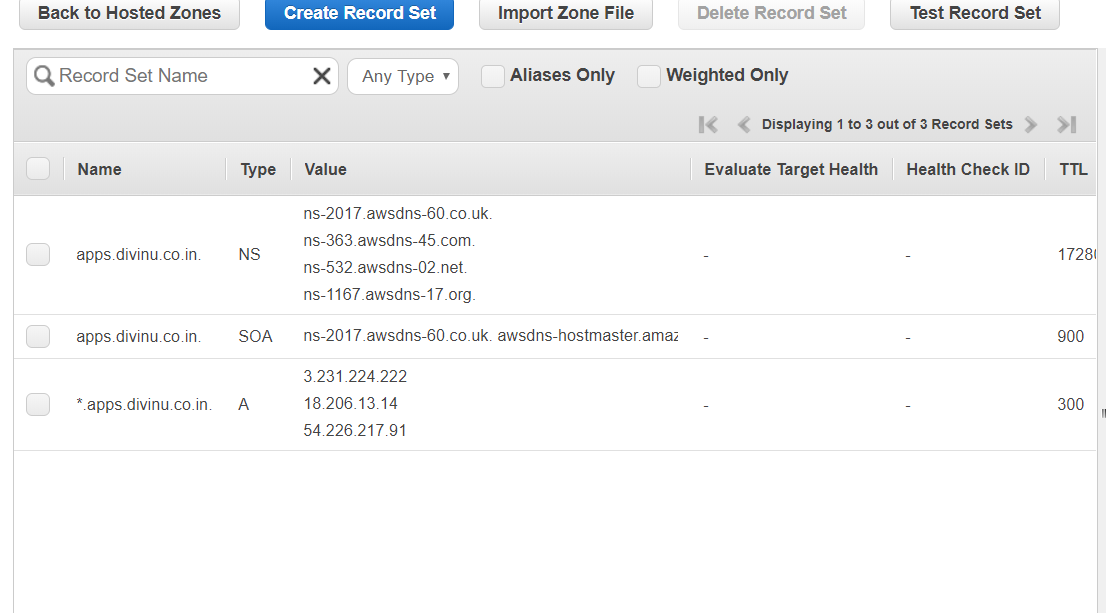 Back to Hosted Zones Create Record Set Import Zone File Delete Record Set Test Record Set
Record Set Name Any Type Aliases Only Weighted Only
Displaying 1 to 3 out of 3 Record Sets
Name Type Value Evaluate Target Health Health Check ID TTL
ns-2017.awsdns-60.co.uk.
ns-363.awsdns-45.com.
apps.divinu.co.in. NS - - 17280
ns-532.awsdns-02.net.
ns-1167.awsdns-17.org.
apps.divinu.co.in. SOA ns-2017.awsdns-60.co.uk. awsdns-hostmaster.amaz - - 900
3.231.224.222
*.apps.divinu.co.in. A 18.206.13.14 - - 300
54.226.217.91